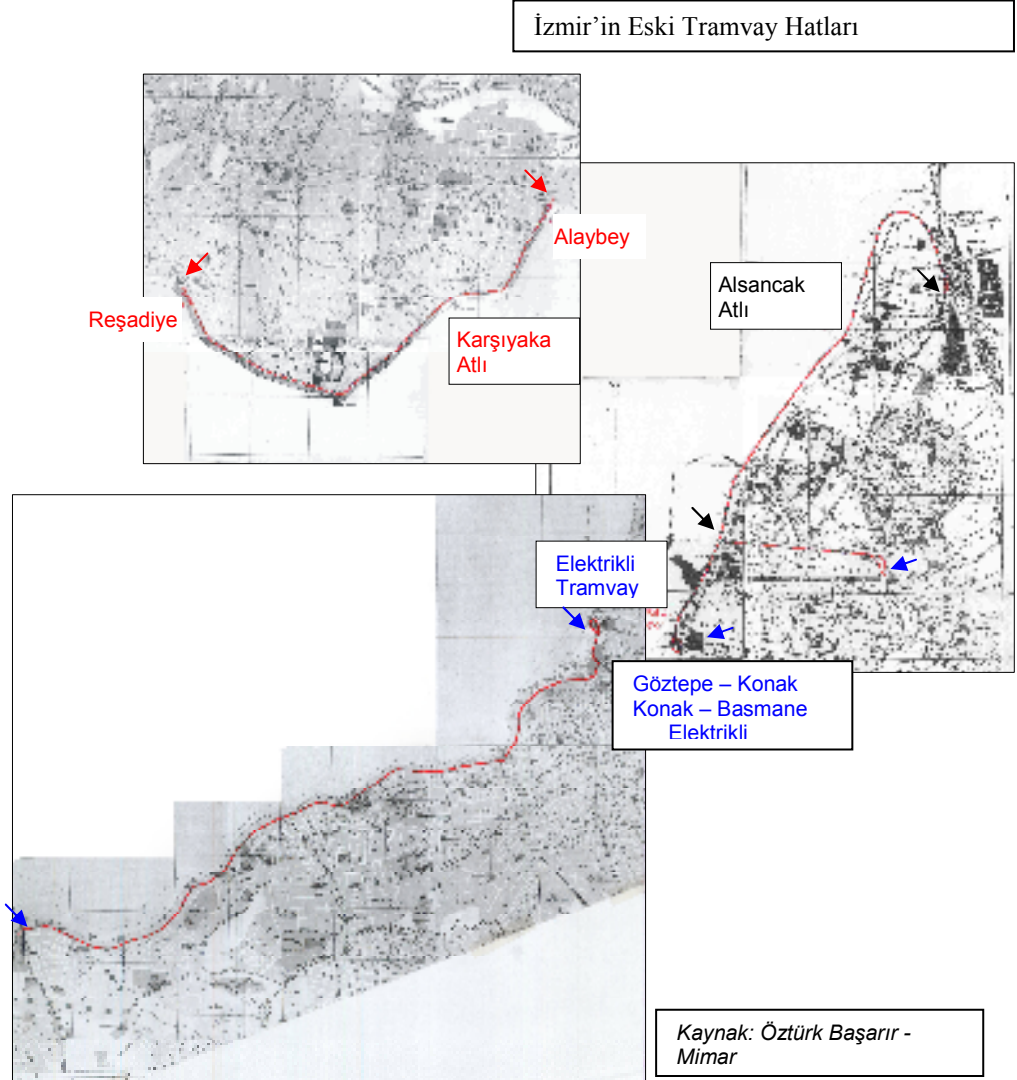 İzmir’in Eski Tramvay Hatları
Alaybey
Reşadiye
Karşıyaka
Atlı
Alsancak
Atlı
Elektrikli
Tramvay
Göztepe – Konak
Konak – Basmane
Elektrikli
Kaynak: Öztürk Başarır -
Mimar